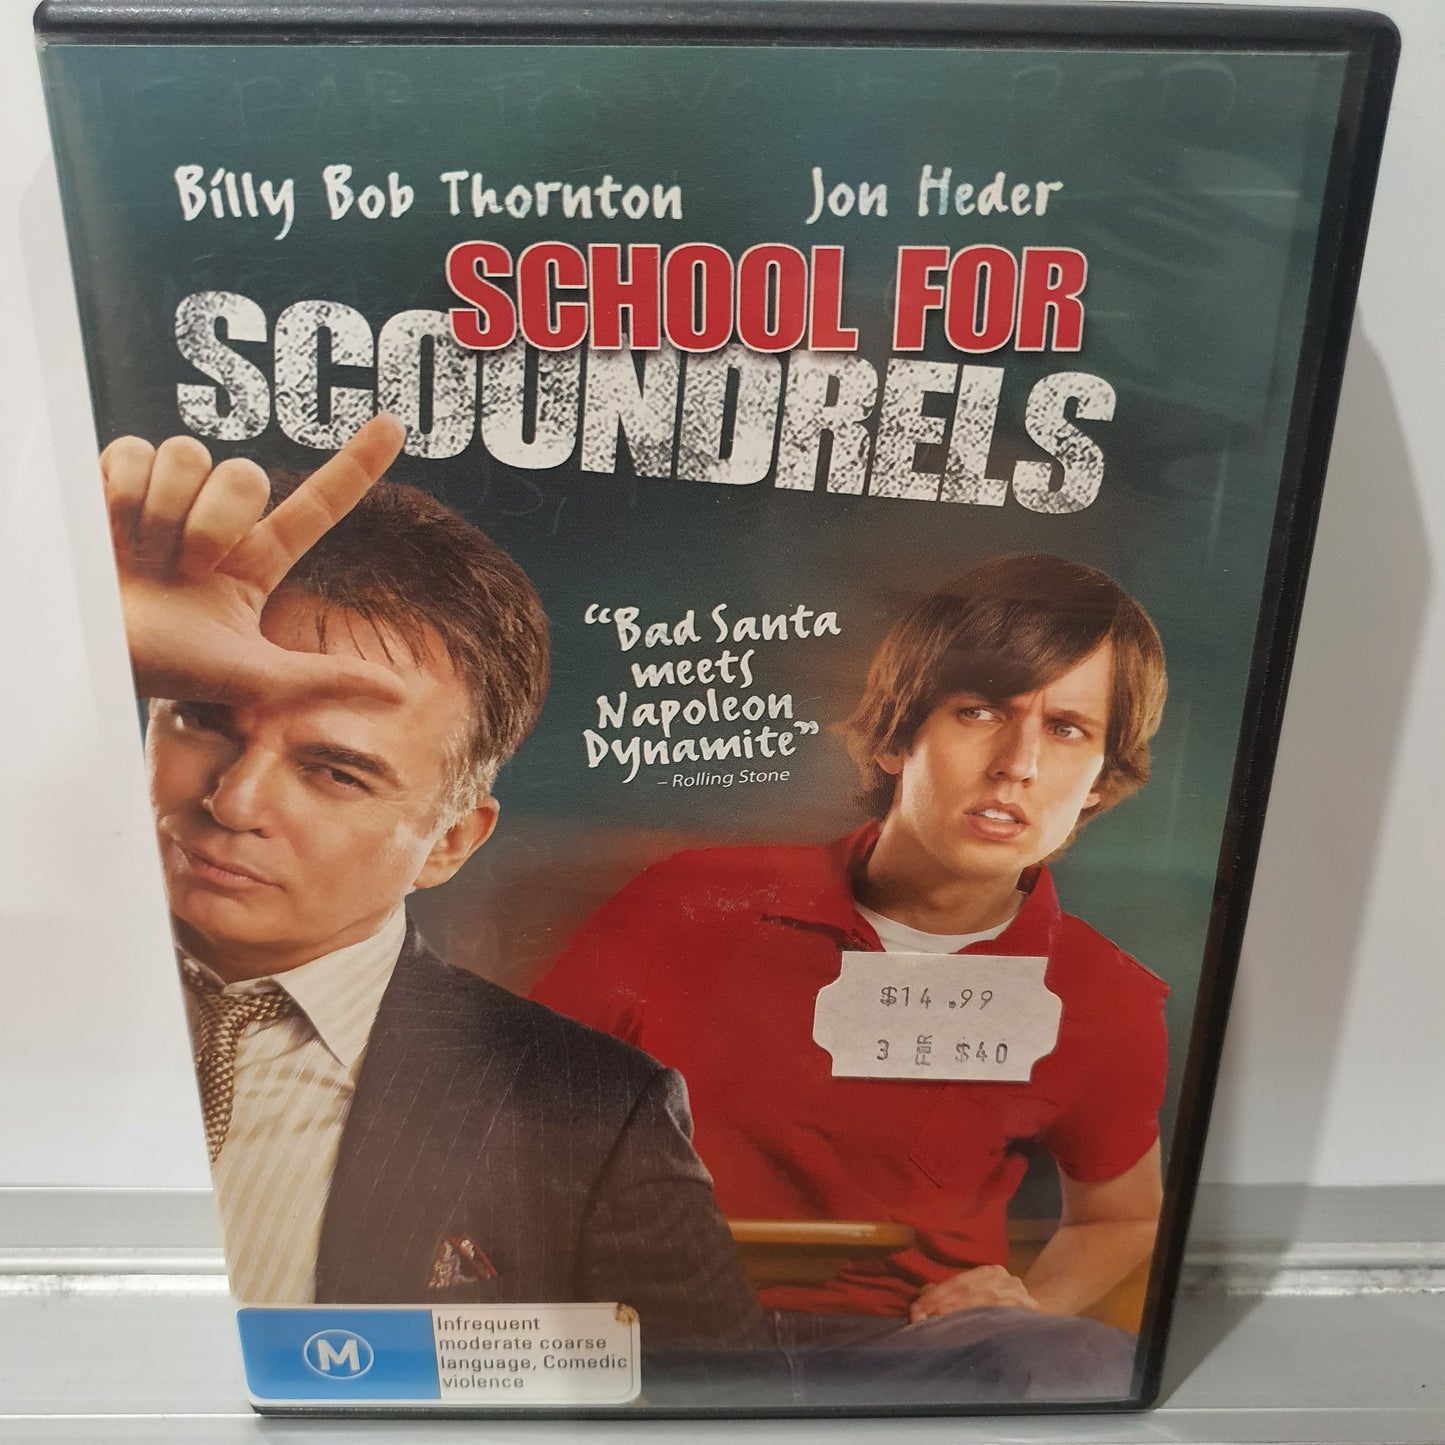 Billy Bob Thornton Jon Heder
SCHOOL FOR
SCOUNDRELS
“Bad Santa
meets
Napoleon
Dynamite”
– Rolling Stone
$14.99
3 FOR $40
M
Infrequent
moderate coarse
language, Comedic
violence